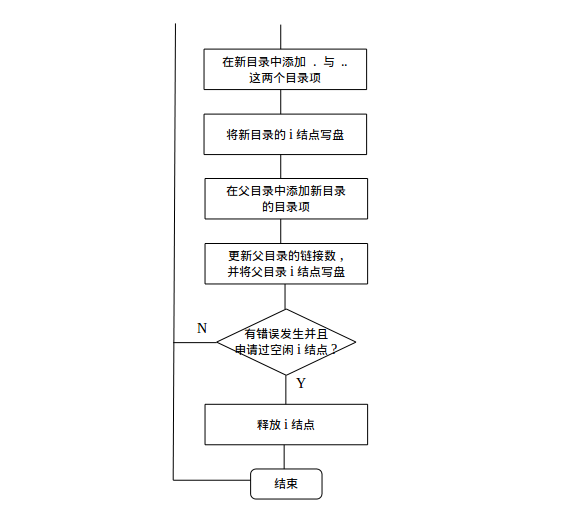 在新目录中添加 . 与 ..
这两个目录项
将新目录的 i 结点写盘
在父目录中添加新目录
的目录项
更新父目录的链接数，
并将父目录 i 结点写盘
N
有错误发生并且
申请过空闲 i 结点？
Y
释放 i 结点
结束